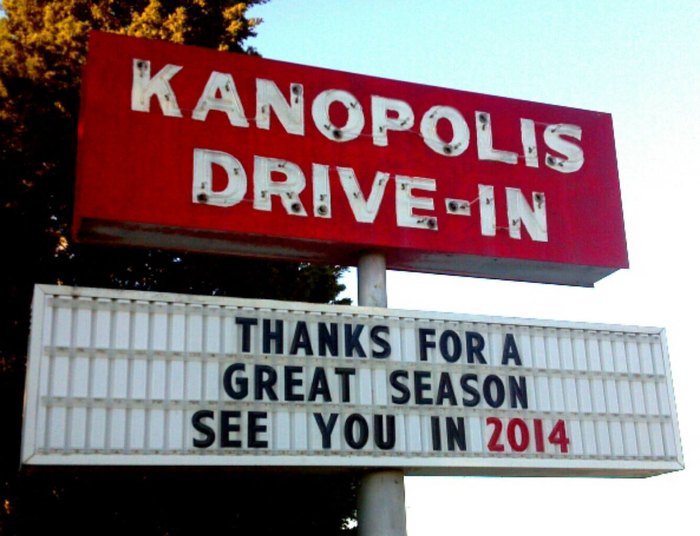 KANOPOLIS
DRIVE-IN
THANKS FOR A
GREAT SEASON
SEE YOU IN 2014